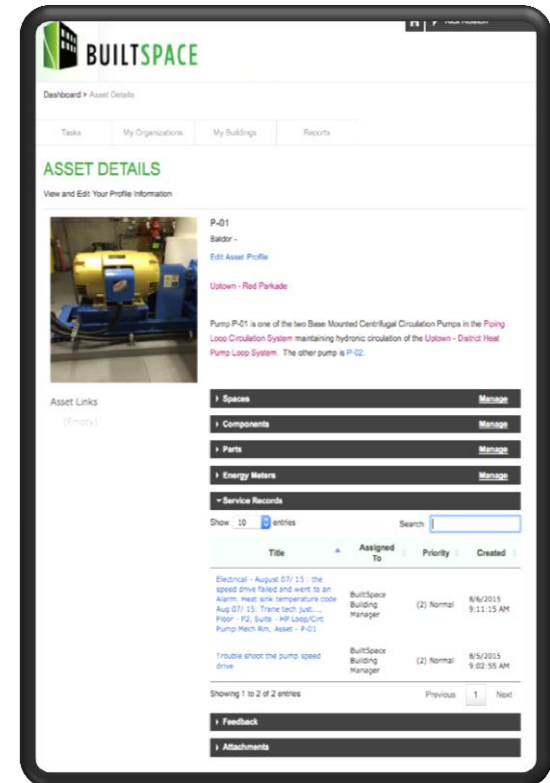 BUILTSPACE
Dashboard > Asset Details
Tasks My Organizations My Buildings Reports
ASSET DETAILS
View and Edit Your Profile Information
P-01
Baldor -
Edit Asset Profile
Uptown - Red Parkade
Pump P-01 is one of the two Base Mounted Centrifugal Circulation Pumps in the Piping
Loop Circulation System maintaining hydronic circulation of the Uptown - District Heat
Pump Loop System. The other pump is P-02.
Asset Links
(Empty)
Spaces Manage
Components Manage
Parts Manage
Energy Meters Manage
Service Records
Show 10 entries Search:
Title Assigned To Priority Created
Electrical - August 07/ 15 : the
speed drive failed and went to an
Alarm. Heat sink temperature code
Aug 07/ 15: Trane tech just...,
Floor - P2, Suite - HP Loop/Circ
Pump Mech Rm, Asset - P-01
BuiltSpace
Building
Manager
(2) Normal
8/6/2015
9:11:15 AM
Trouble shoot the pump speed
drive
BuiltSpace
Building
Manager
(2) Normal
8/5/2015
9:02:55 AM
Showing 1 to 2 of 2 entries Previous 1 Next
Feedback
Attachments